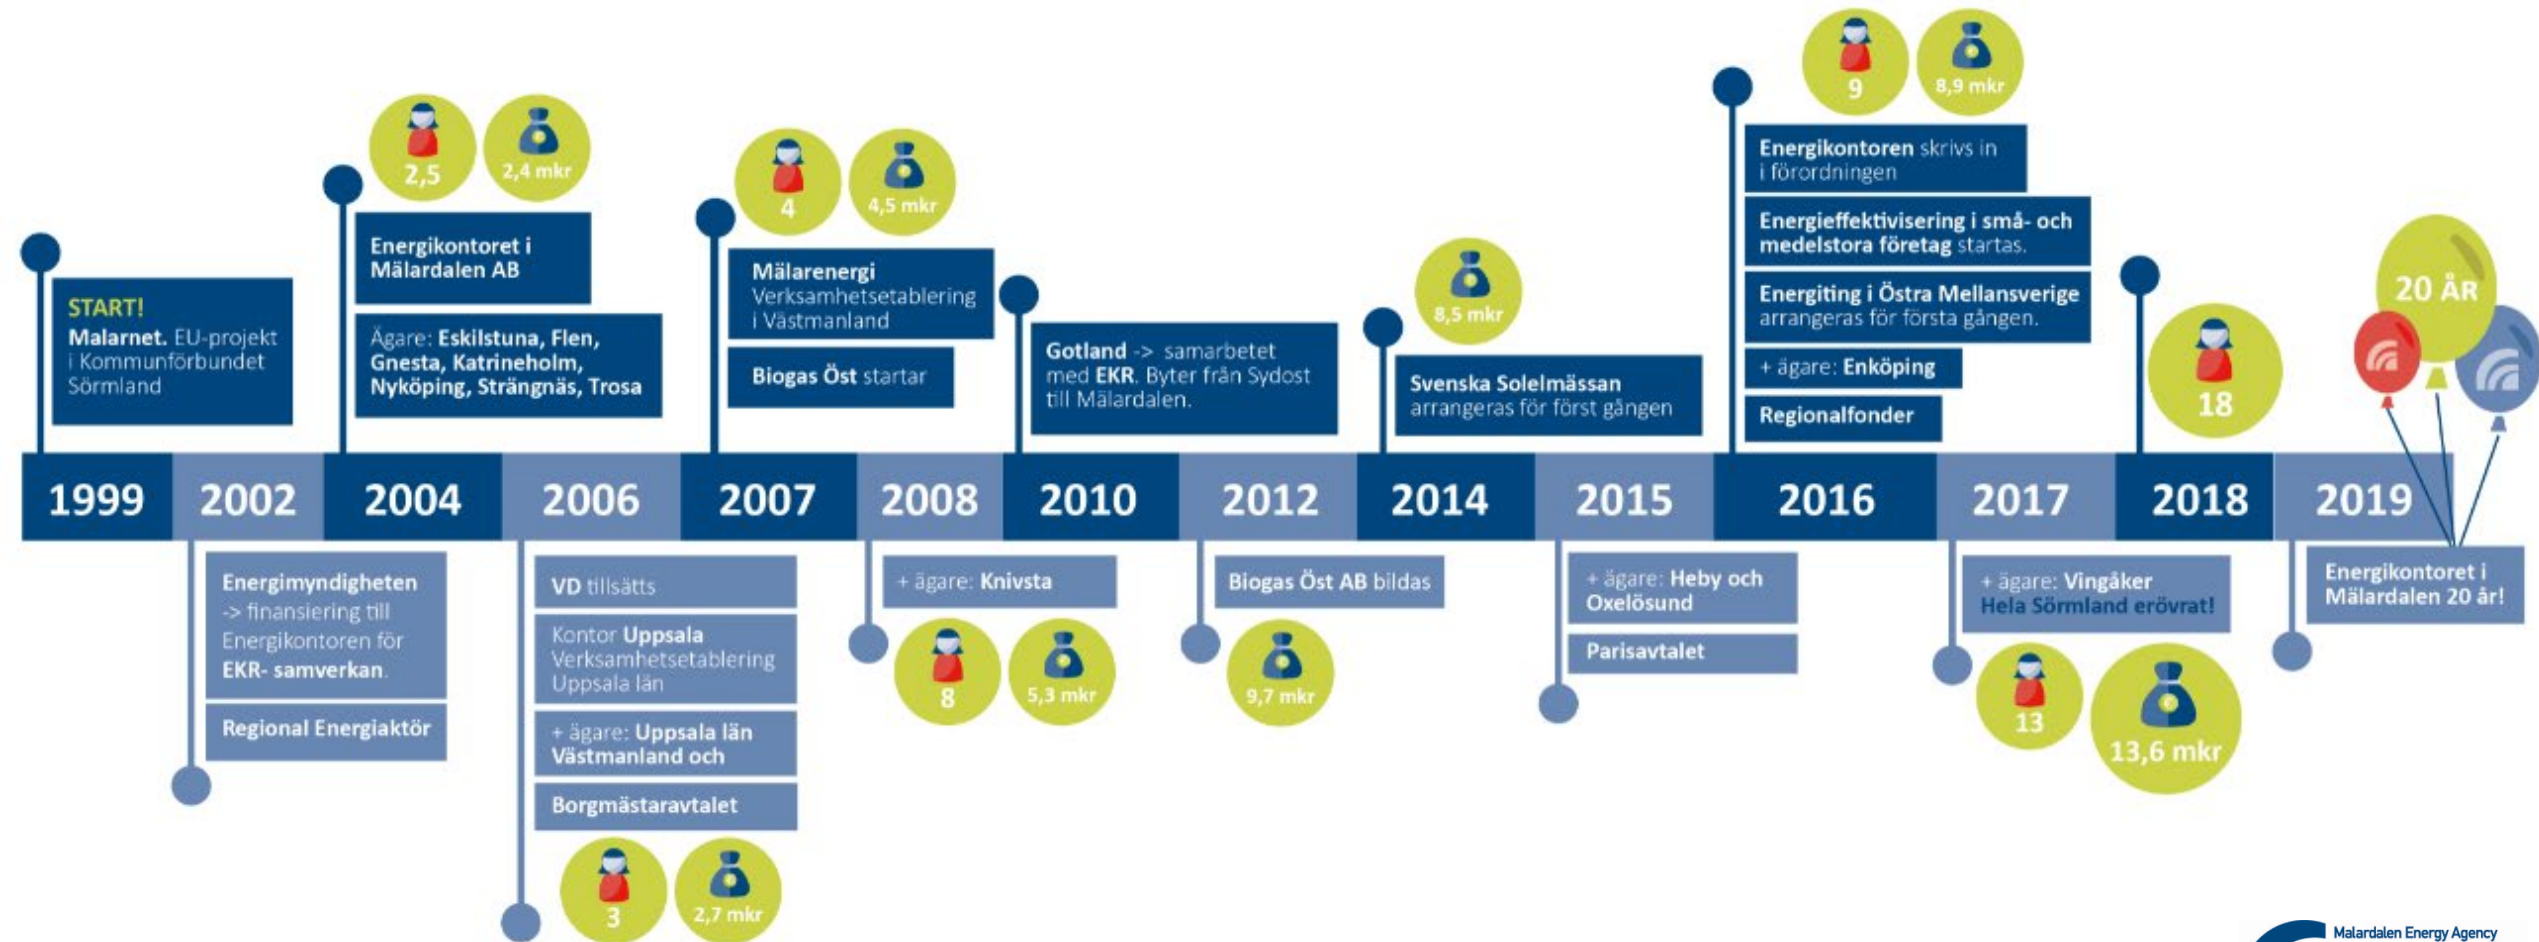 START!
Malarnet. EU-projekt
i Kommunförbundet
Sörmland
2,5
2,4 mkr
Energikontoret i
Mälardalen AB
Ägare: Eskilstuna, Flen,
Gnesta, Katrineholm,
Nyköping, Strängnäs, Trosa
4
4,5 mkr
Mälarenergi
Verksamhetsetablering
i Västmanland
Biogas Öst startar
Gotland -> samarbetet
med EKR. Byter från Sydost
till Mälardalen.
8,5 mkr
Svenska Solelmässan
arrangeras för först gången
9
8,9 mkr
Energikontoren skrivs in
i förordningen
Energieffektivisering i små- och
medelstora företag startas.
Energiting i Östra Mellansverige
arrangeras för första gången.
+ ägare: Enköping
Regionalfonder
18
20 ÅR
1999 2002 2004 2006 2007 2008 2010 2012 2014 2015 2016 2017 2018 2019
Energimyndigheten
-> finansiering till
Energikontoren för
EKR- samverkan.
Regional Energiaktör
VD tillsätts
Kontor Uppsala
Verksamhetsetablering
Uppsala län
+ ägare: Uppsala län
Västmanland och
Borgmästaravtalet
3
2,7 mkr
+ ägare: Knivsta
8
5,3 mkr
Biogas Öst AB bildas
9,7 mkr
+ ägare: Heby och
Oxelösund
Parisavtalet
+ ägare: Vingåker
Hela Sörmland erövrat!
13
13,6 mkr
Energikontoret i
Mälardalen 20 år!
Malardalen Energy Agency